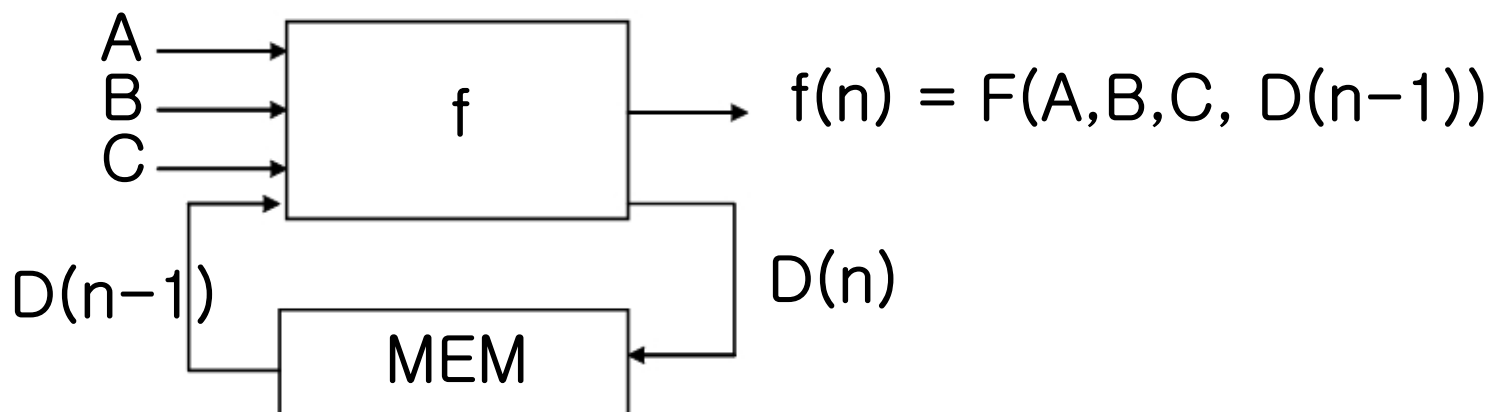 A
B
C
f
f(n) = F(A,B,C, D(n-1))
D(n-1)
D(n)
MEM